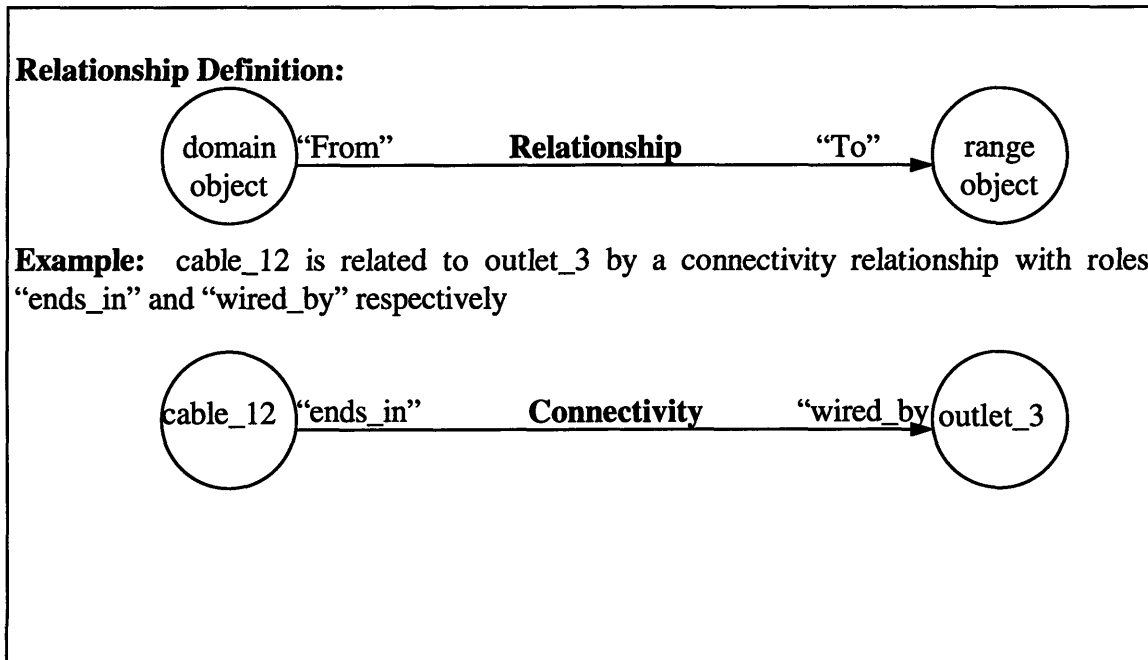 Relationship Definition:
domain object “From” Relationship “To” range object
Example: cable_12 is related to outlet_3 by a connectivity relationship with roles
“ends_in” and “wired_by” respectively
cable_12 “ends_in” Connectivity “wired_by outlet_3